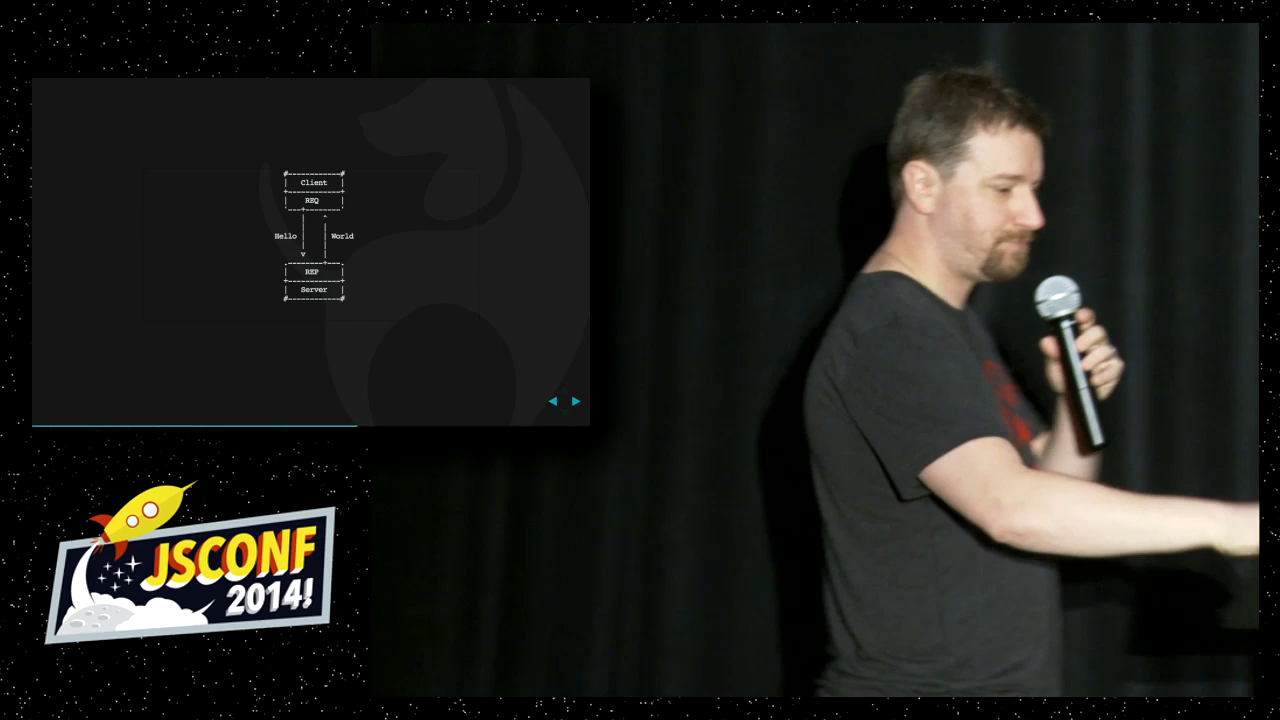 Client
REQ
Hello World
REP
Server
JSCONF
2014!